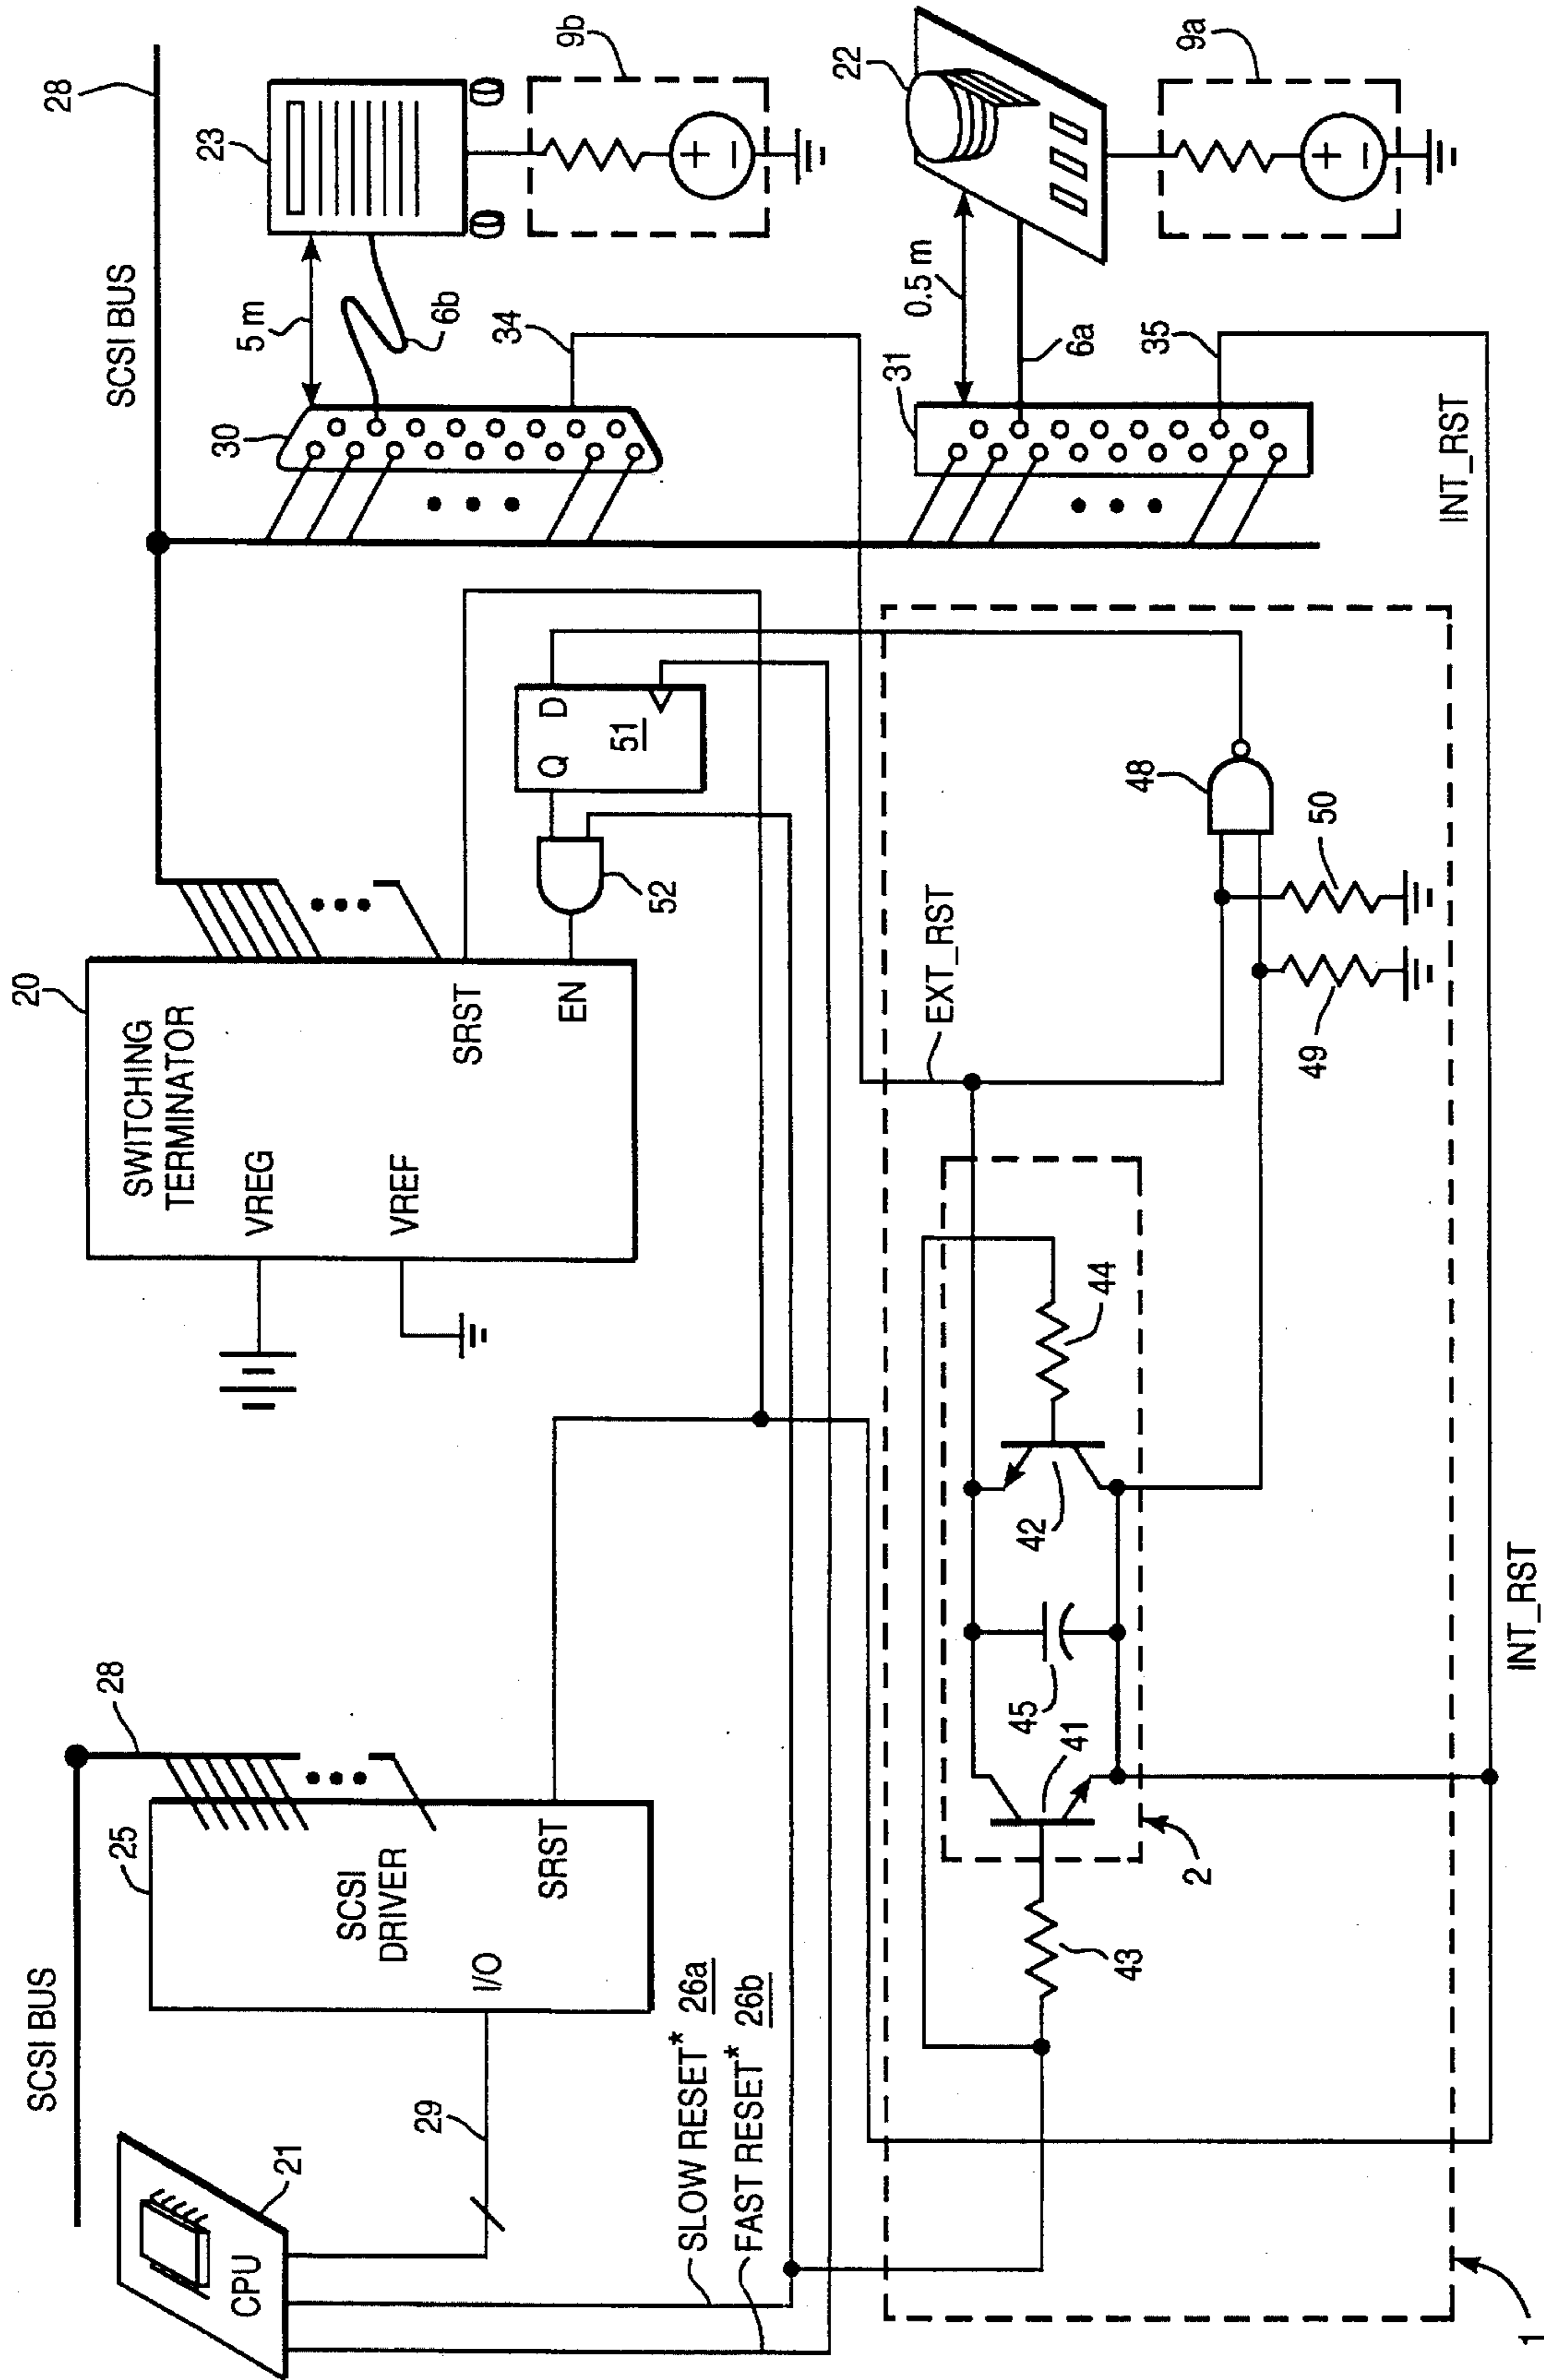 SCSI BUS
28
25
SCSI
DRIVER
I/O
SRST
21
CPU
29
SLOW RESET* 26a
FAST RESET* 26b
20
SWITCHING
TERMINATOR
VREG
VREF
SRST
EN
52
Q
D
51
SCSI BUS
28
23
9b
5 m
6b
30
34
22
9a
0.5 m
6a
31
35
INT_RST
EXT_RST
48
50
49
44
42
45
41
43
2
1
INT_RST
+
–
+
–